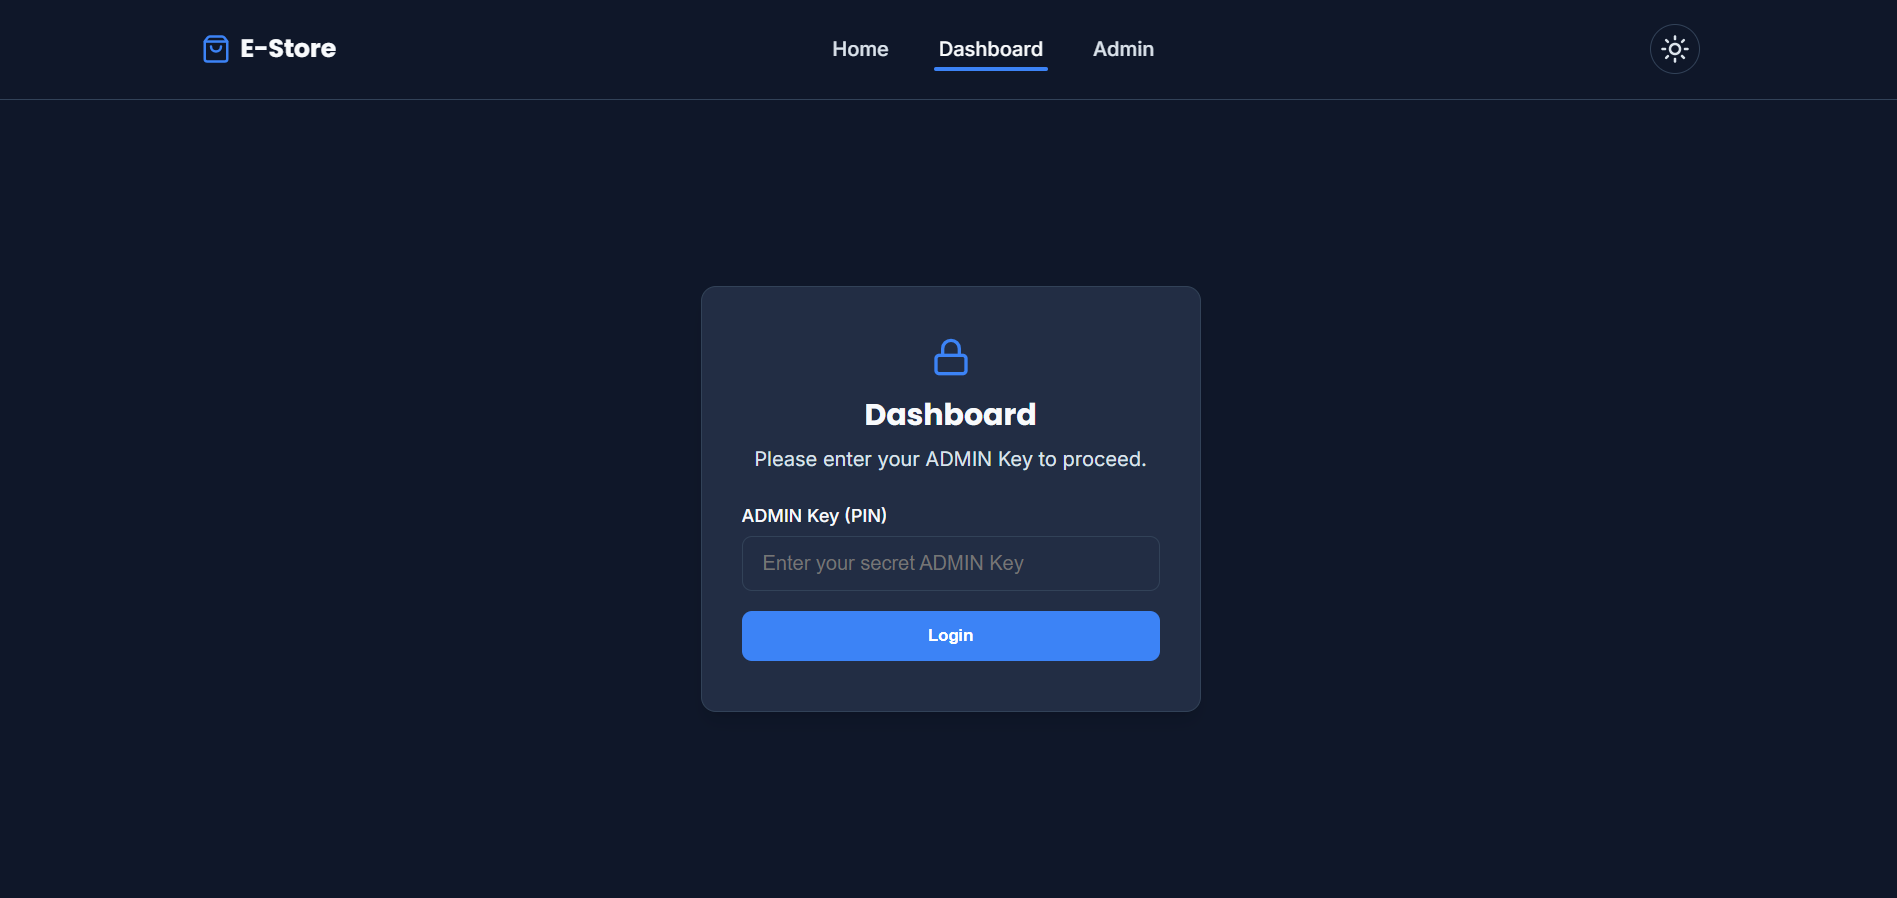 E-Store
Home Dashboard Admin
Dashboard
Please enter your ADMIN Key to proceed.
ADMIN Key (PIN)
Enter your secret ADMIN Key
Login